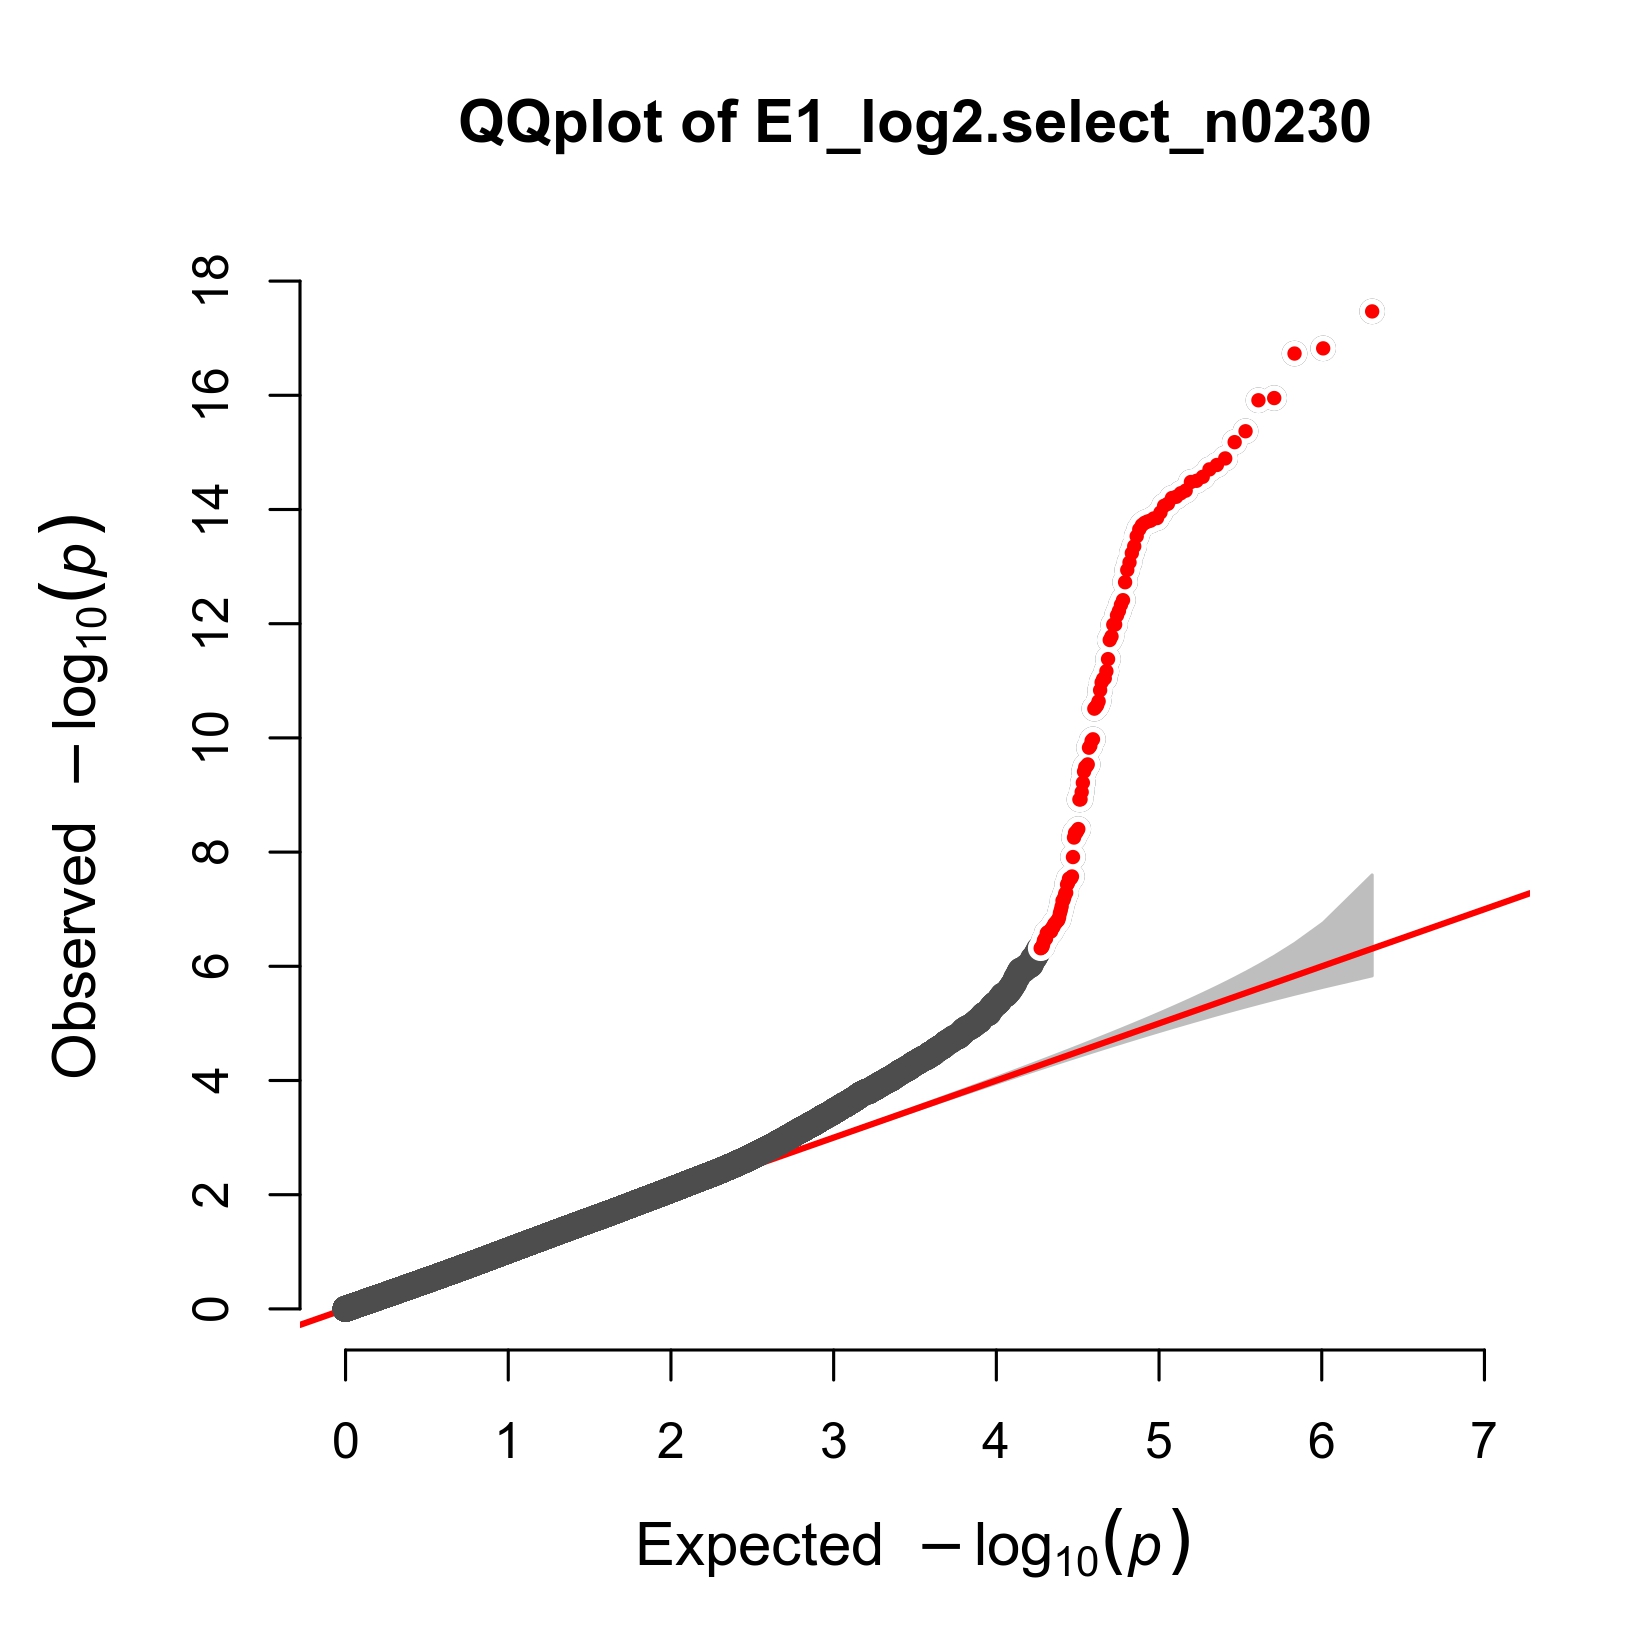 QQplot of E1_log2.select_n0230
Observed −log10(p)
18
16
14
12
10
8
6
4
2
0
0 1 2 3 4 5 6 7
Expected −log10(p)